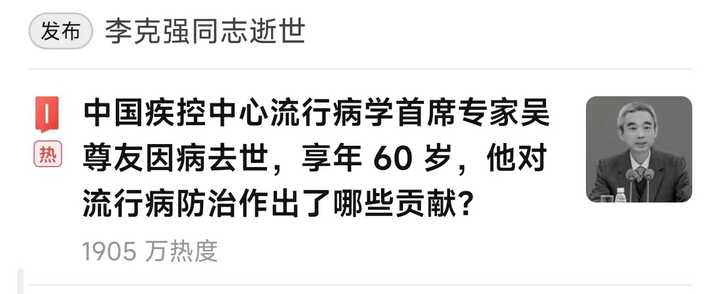 发布 李克强同志逝世
1
热
中国疾控中心流行病学首席专家吴
尊友因病去世，享年 60 岁，他对
流行病防治作出了哪些贡献？
1905 万热度